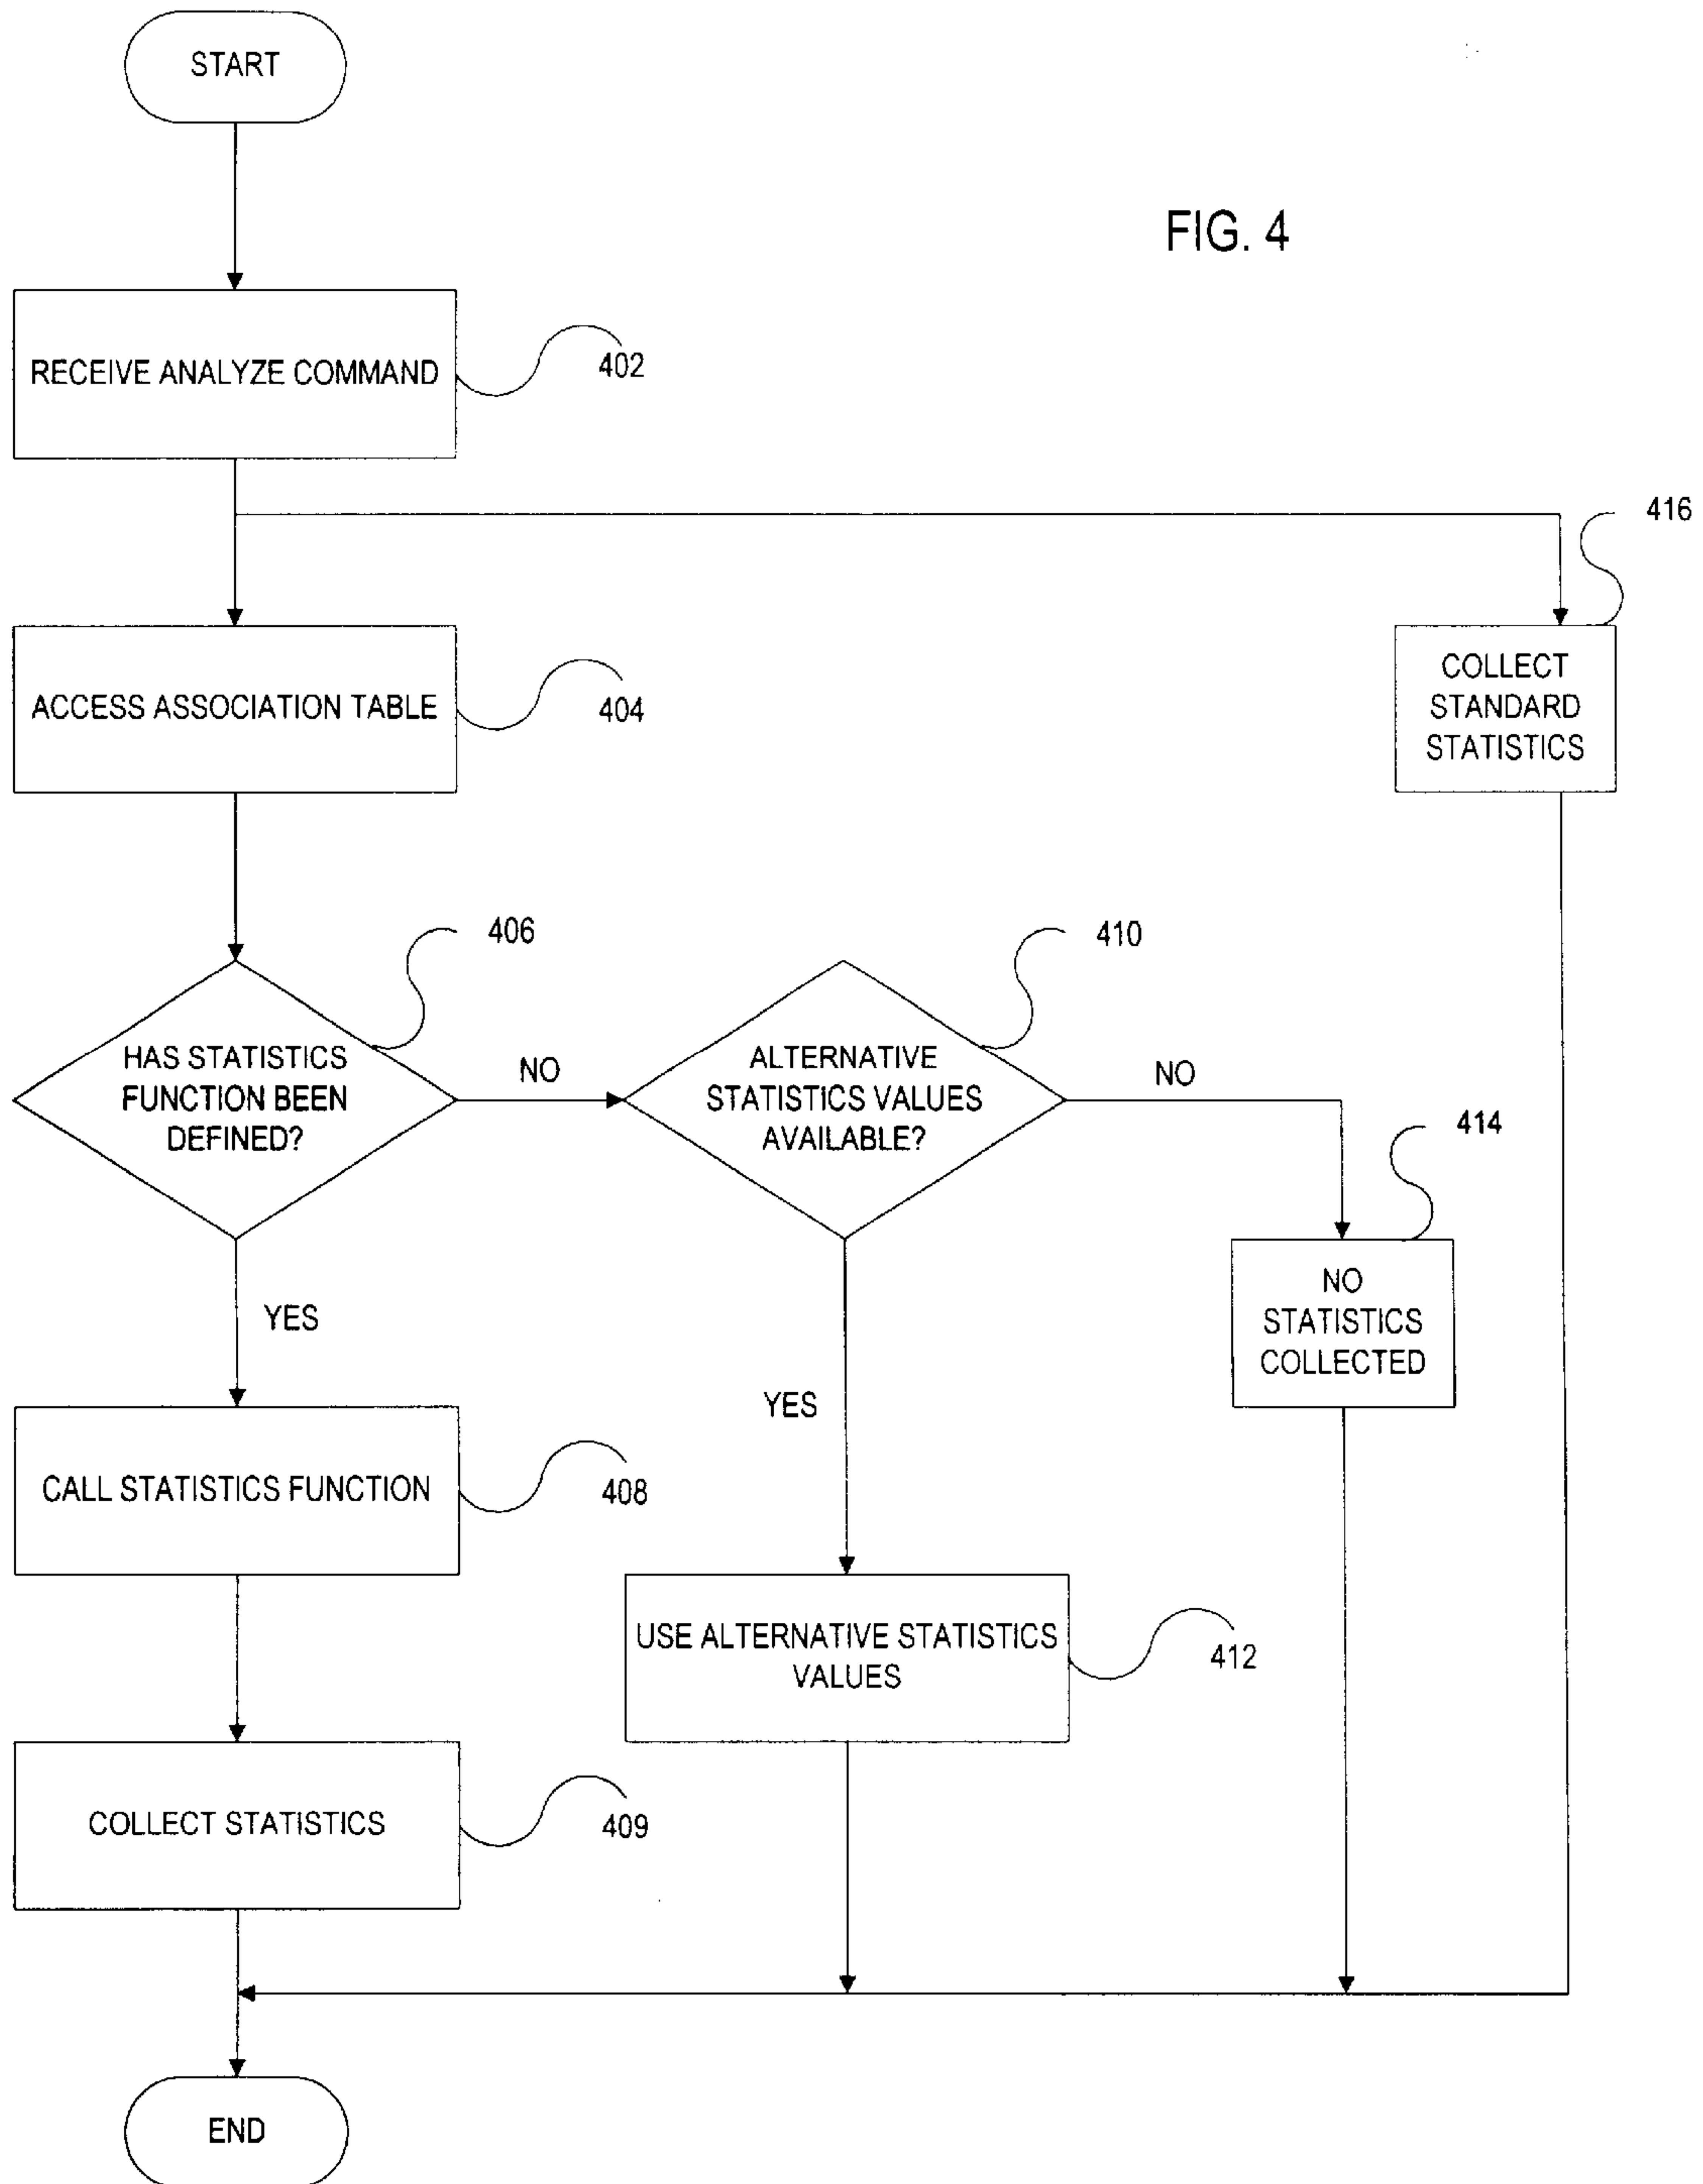 START
FIG. 4
RECEIVE ANALYZE COMMAND
402
416
ACCESS ASSOCIATION TABLE
404
COLLECT
STANDARD
STATISTICS
406
410
HAS STATISTICS
FUNCTION BEEN
DEFINED?
NO
ALTERNATIVE
STATISTICS VALUES
AVAILABLE?
NO
414
NO
STATISTICS
COLLECTED
YES
YES
CALL STATISTICS FUNCTION
408
USE ALTERNATIVE STATISTICS
VALUES
412
COLLECT STATISTICS
409
END